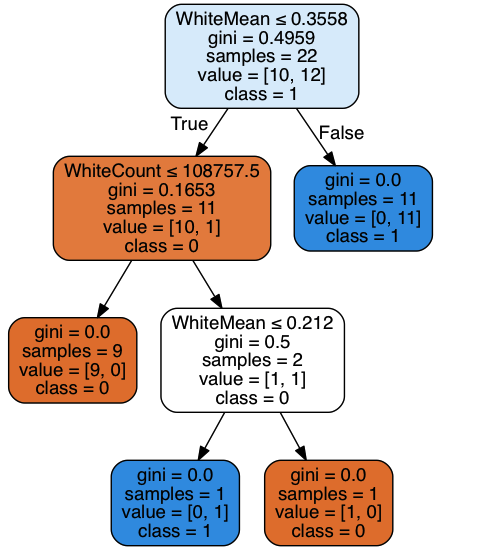 WhiteMean ≤ 0.3558
gini = 0.4959
samples = 22
value = [10, 12]
class = 1
True
False
WhiteCount ≤ 108757.5
gini = 0.1653
samples = 11
value = [10, 1]
class = 0
gini = 0.0
samples = 11
value = [0, 11]
class = 1
gini = 0.0
samples = 9
value = [9, 0]
class = 0
WhiteMean ≤ 0.212
gini = 0.5
samples = 2
value = [1, 1]
class = 0
gini = 0.0
samples = 1
value = [0, 1]
class = 1
gini = 0.0
samples = 1
value = [1, 0]
class = 0